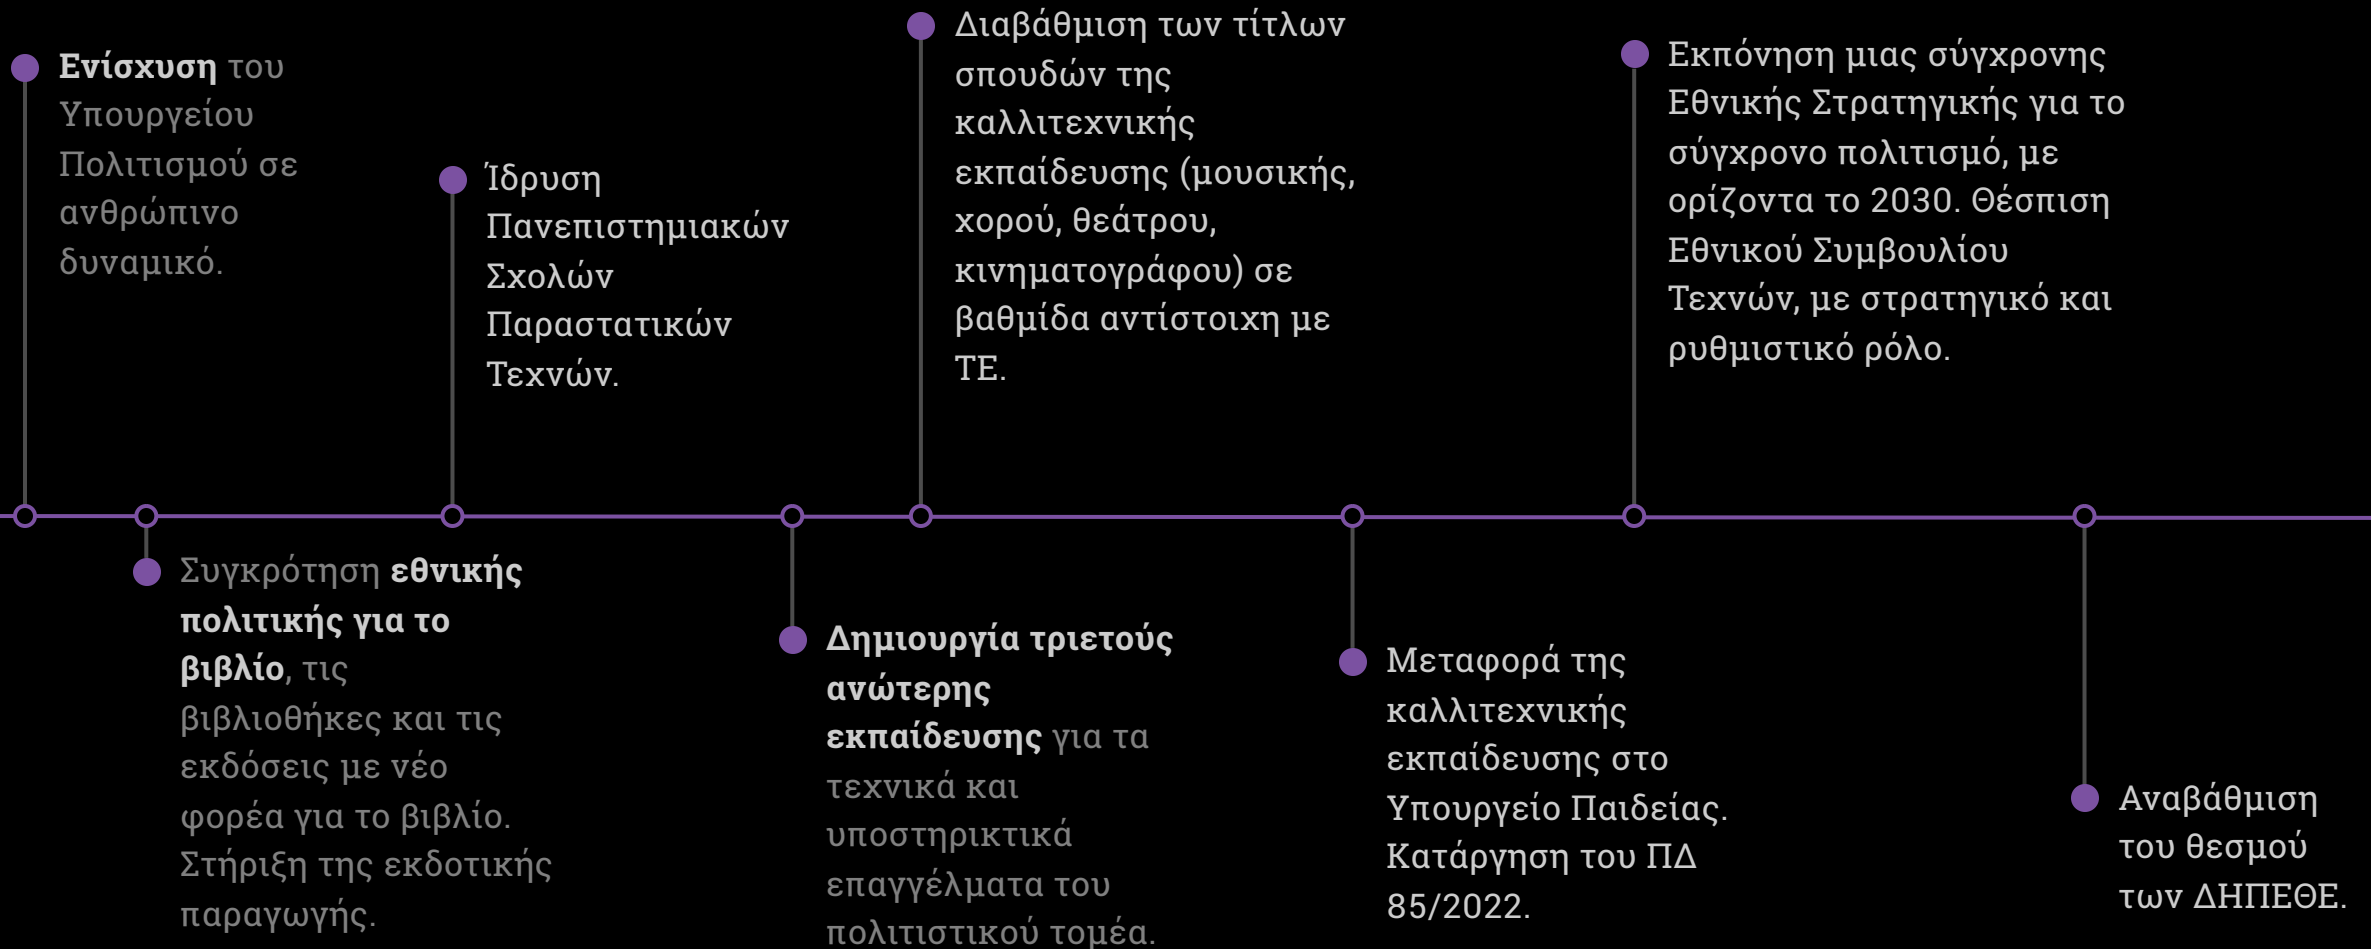 Ενίσχυση του
Υπουργείου
Πολιτισμού σε
ανθρώπινο
δυναμικό.
Συγκρότηση εθνικής
πολιτικής για το
βιβλίο, τις
βιβλιοθήκες και τις
εκδόσεις με νέο
φορέα για το βιβλίο.
Στήριξη της εκδοτικής
παραγωγής.
Ίδρυση
Πανεπιστημιακών
Σχολών
Παραστατικών
Τεχνών.
Δημιουργία τριετούς
ανώτερης
εκπαίδευσης για τα
τεχνικά και
υποστηρικτικά
επαγγέλματα του
πολιτιστικού τομέα.
Διαβάθμιση των τίτλων
σπουδών της
καλλιτεχνικής
εκπαίδευσης (μουσικής,
χορού, θεάτρου,
κινηματογράφου) σε
βαθμίδα αντίστοιχη με
ΤΕ.
Μεταφορά της
καλλιτεχνικής
εκπαίδευσης στο
Υπουργείο Παιδείας.
Κατάργηση του ΠΔ
85/2022.
Εκπόνηση μιας σύγχρονης
Εθνικής Στρατηγικής για το
σύγχρονο πολιτισμό, με
ορίζοντα το 2030. Θέσπιση
Εθνικού Συμβουλίου
Τεχνών, με στρατηγικό και
ρυθμιστικό ρόλο.
Αναβάθμιση
του θεσμού
των ΔΗΠΕΘΕ.